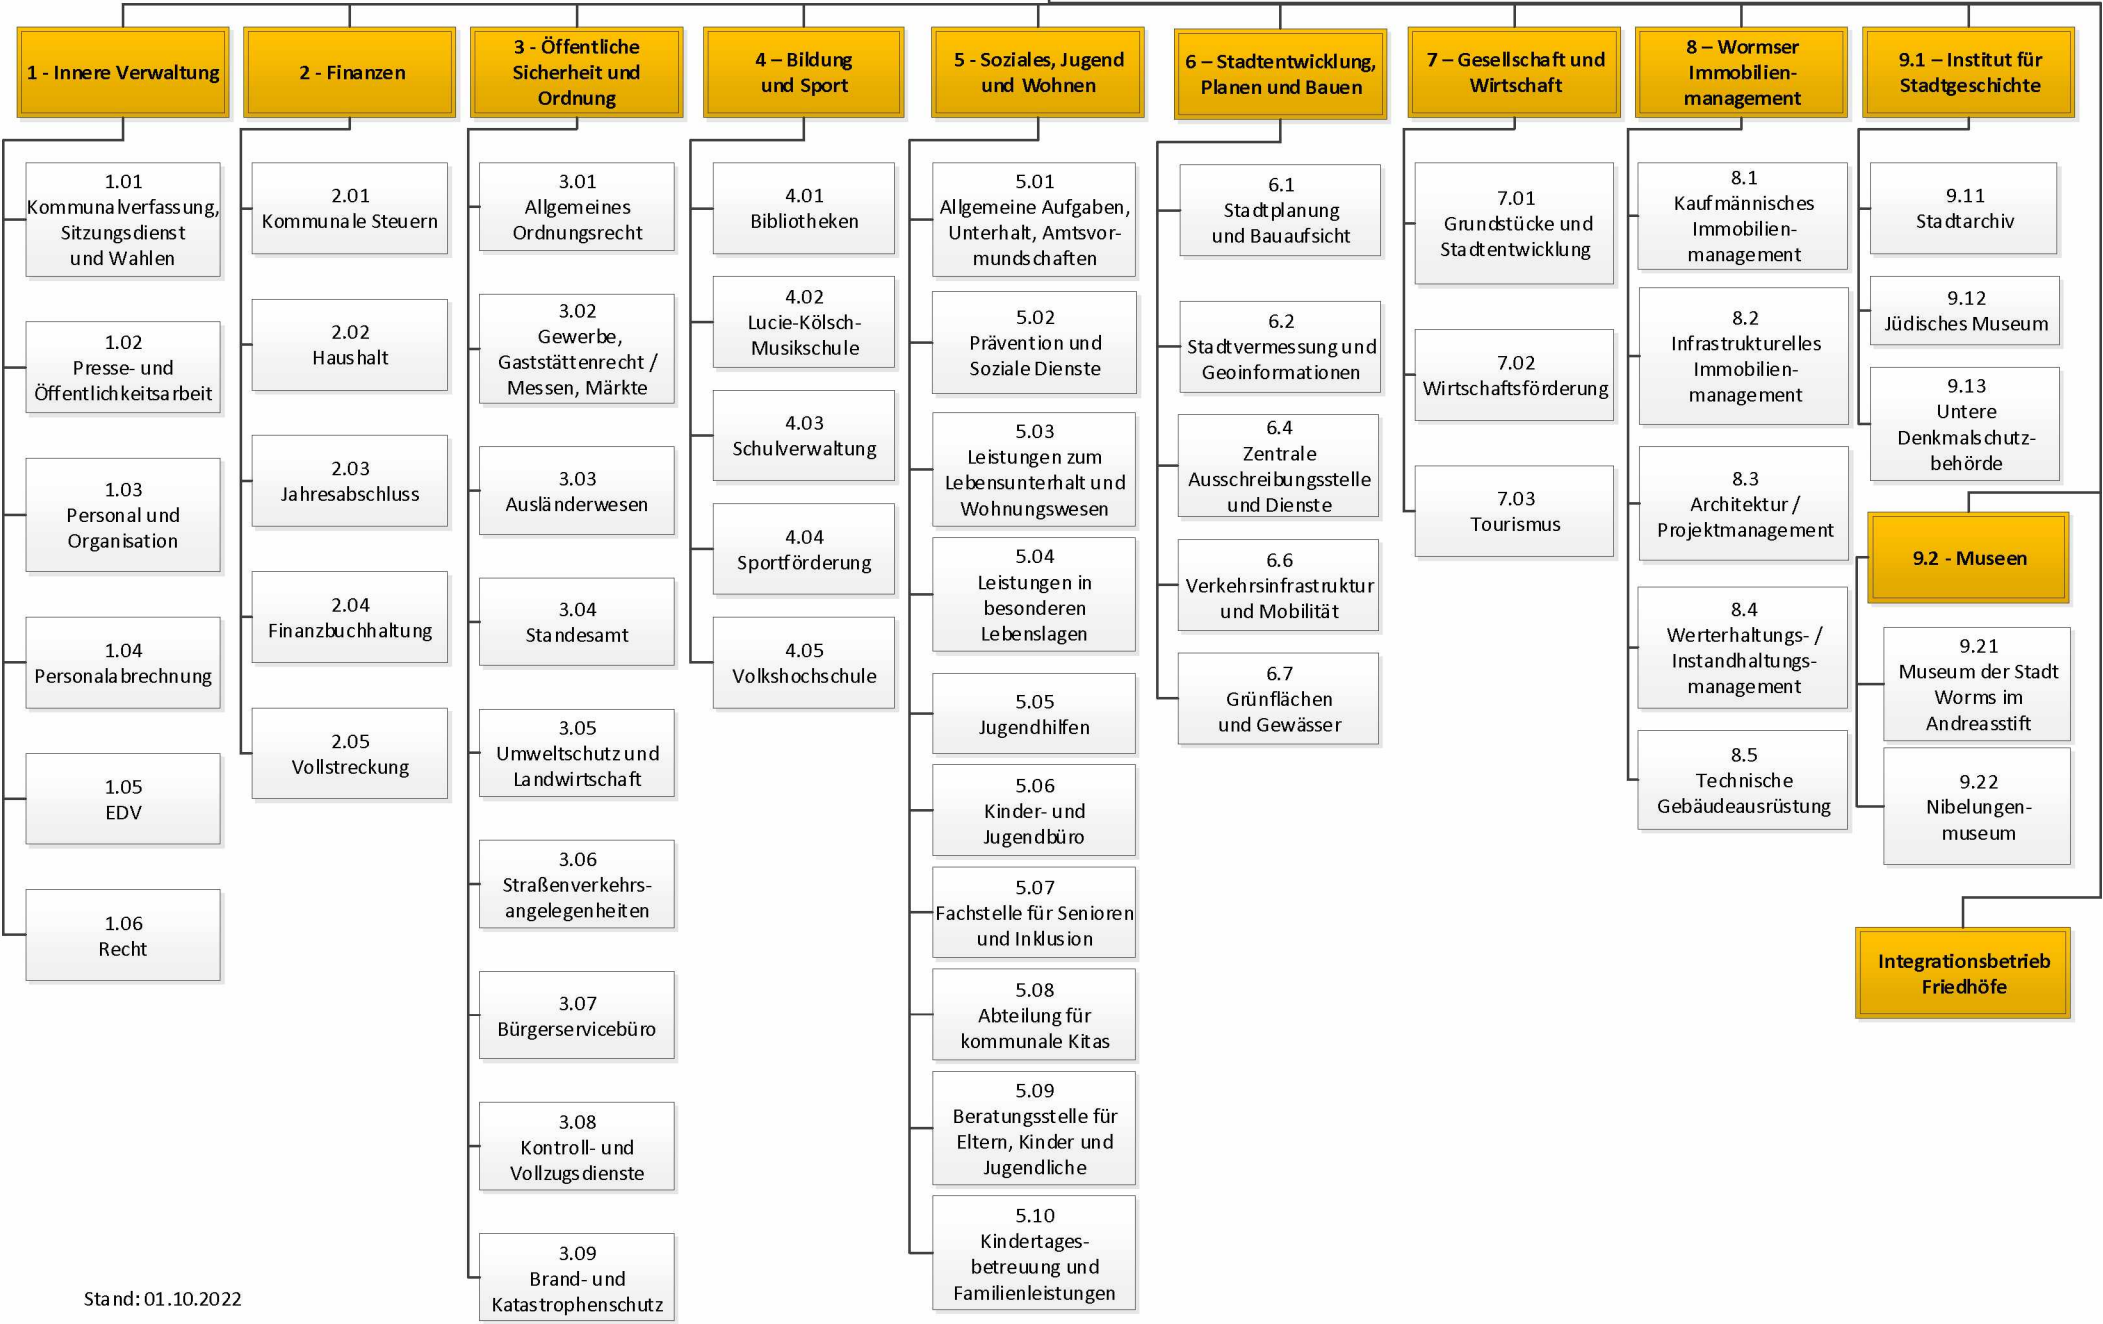 1 - Innere Verwaltung
1.01
Kommunalverfassung,
Sitzungsdienst
und Wahlen
1.02
Presse- und
Öffentlichkeitsarbeit
1.03
Personal und
Organisation
1.04
Personalabrechnung
1.05
EDV
1.06
Recht
2 - Finanzen
2.01
Kommunale Steuern
2.02
Haushalt
2.03
Jahresabschluss
2.04
Finanzbuchhaltung
2.05
Vollstreckung
3 - Öffentliche
Sicherheit und
Ordnung
3.01
Allgemeines
Ordnungsrecht
3.02
Gewerbe,
Gaststättenrecht /
Messen, Märkte
3.03
Ausländerwesen
3.04
Standesamt
3.05
Umweltschutz und
Landwirtschaft
3.06
Straßenverkehrs-
angelegenheiten
3.07
Bürgerservicebüro
3.08
Kontroll- und
Vollzugsdienste
3.09
Brand- und
Katastrophenschutz
4 – Bildung
und Sport
4.01
Bibliotheken
4.02
Lucie-Kölsch-
Musikschule
4.03
Schulverwaltung
4.04
Sportförderung
4.05
Volkshochschule
5 - Soziales, Jugend
und Wohnen
5.01
Allgemeine Aufgaben,
Unterhalt, Amtsvor-
mundschaften
5.02
Prävention und
Soziale Dienste
5.03
Leistungen zum
Lebensunterhalt und
Wohnungswesen
5.04
Leistungen in
besonderen
Lebenslagen
5.05
Jugendhilfen
5.06
Kinder- und
Jugendbüro
5.07
Fachstelle für Senioren
und Inklusion
5.08
Abteilung für
kommunale Kitas
5.09
Beratungsstelle für
Eltern, Kinder und
Jugendliche
5.10
Kindertages-
betreuung und
Familienleistungen
6 – Stadtentwicklung,
Planen und Bauen
6.1
Stadtplanung
und Bauaufsicht
6.2
Stadtvermessung und
Geoinformationen
6.4
Zentrale
Ausschreibungsstelle
und Dienste
6.6
Verkehrsinfrastruktur
und Mobilität
6.7
Grünflächen
und Gewässer
7 – Gesellschaft und
Wirtschaft
7.01
Grundstücke und
Stadtentwicklung
7.02
Wirtschaftsförderung
7.03
Tourismus
8 – Wormser
Immobilien-
management
8.1
Kaufmännisches
Immobilien-
management
8.2
Infrastrukturelles
Immobilien-
management
8.3
Architektur /
Projektmanagement
8.4
Werterhaltungs- /
Instandhaltungs-
management
8.5
Technische
Gebäudeausrüstung
9.1 – Institut für
Stadtgeschichte
9.11
Stadtarchiv
9.12
Jüdisches Museum
9.13
Untere
Denkmalschutz-
behörde
9.2 - Museen
9.21
Museum der Stadt
Worms im
Andreasstift
9.22
Nibelungen-
museum
Integrationsbetrieb
Friedhöfe
Stand: 01.10.2022